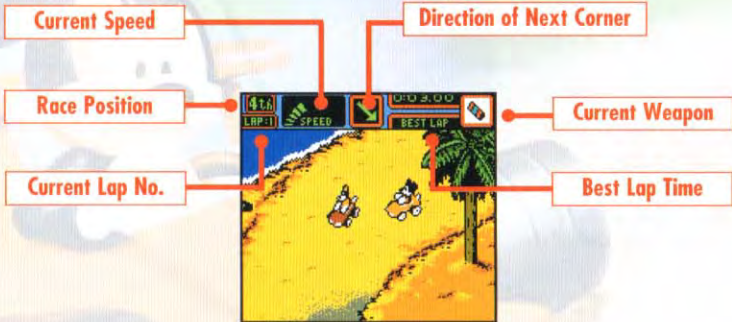 Current Speed
Direction of Next Corner
Race Position
Current Weapon
Current Lap No.
Best Lap Time
4th
LAP:1
SPEED
0:03.00
BEST LAP